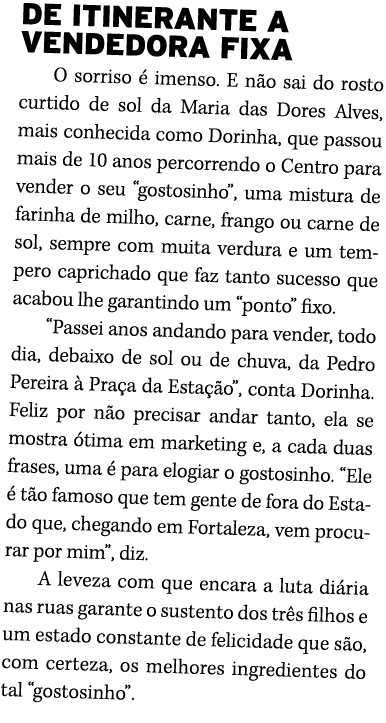 DE ITINERANTE A
VENDEDORA FIXA
O sorriso é imenso. E não sai do rosto
curtido de sol da Maria das Dores Alves,
mais conhecida como Dorinha, que passou
mais de 10 anos percorrendo o Centro para
vender o seu “gostosinho”, uma mistura de
farinha de milho, carne, frango ou carne de
sol, sempre com muita verdura e um tem-
pero caprichado que faz tanto sucesso que
acabou lhe garantindo um “ponto” fixo.
“Passei anos andando para vender, todo
dia, debaixo de sol ou de chuva, da Pedro
Pereira à Praça da Estação”, conta Dorinha.
Feliz por não precisar andar tanto, ela se
mostra ótima em marketing e, a cada duas
frases, uma é para elogiar o gostosinho. “Ele
é tão famoso que tem gente de fora do Esta-
do que, chegando em Fortaleza, vem procu-
rar por mim”, diz.
A leveza com que encara a luta diária
nas ruas garante o sustento dos três filhos e
um estado constante de felicidade que são,
com certeza, os melhores ingredientes do
tal “gostosinho”.